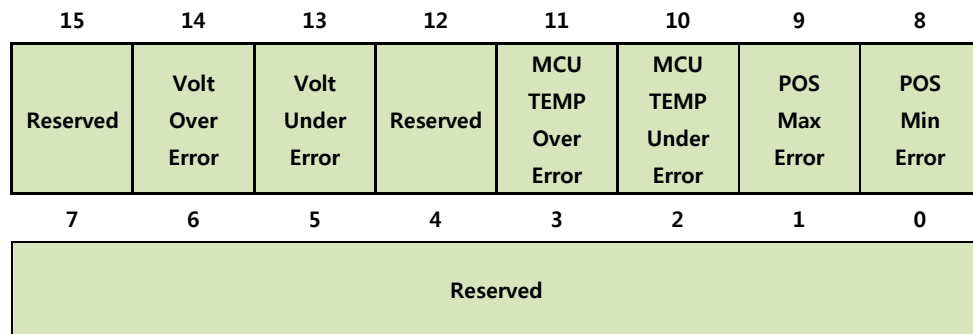 15 14 13 12 11 10 9 8
Reserved
Volt
Over
Error
Volt
Under
Error
Reserved
MCU
TEMP
Over
Error
MCU
TEMP
Under
Error
POS
Max
Error
POS
Min
Error
7 6 5 4 3 2 1 0
Reserved